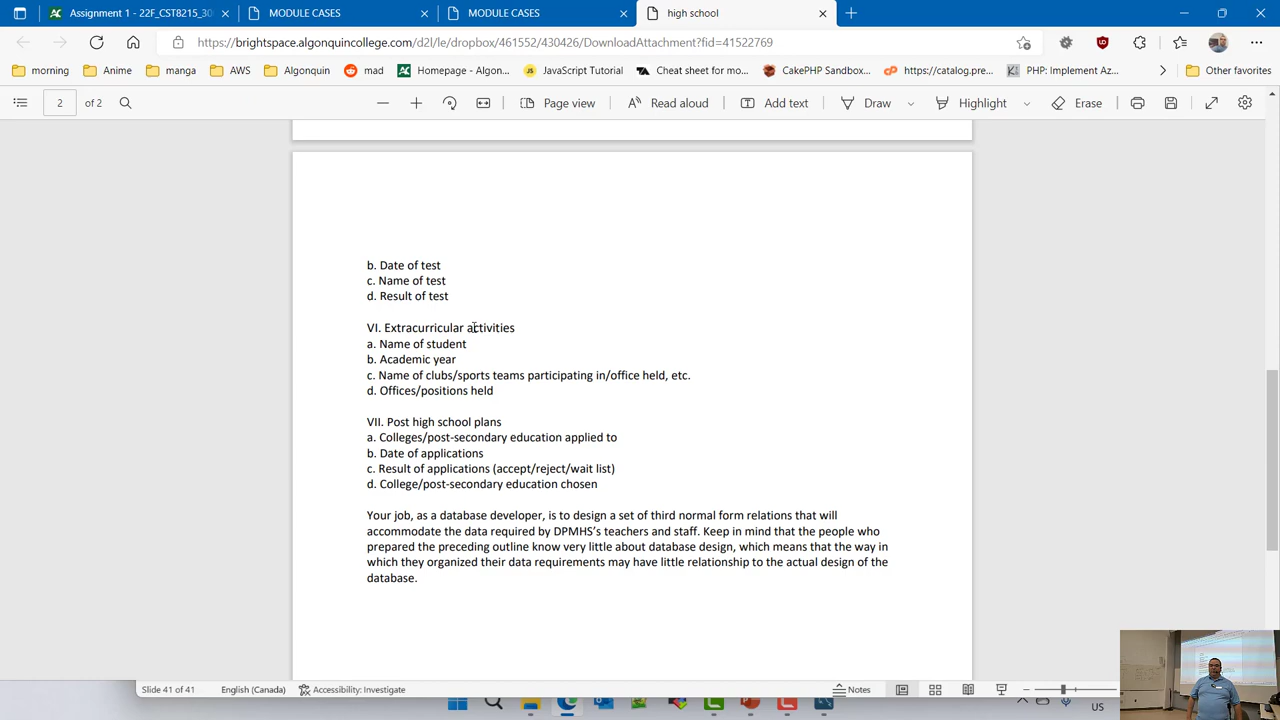 Assignment 1 - 22F_CST8215_30
MODULE CASES
MODULE CASES
high school
https://brightspace.algonquincollege.com/d2l/le/dropbox/461552/430426/DownloadAttachment?fid=41522769
morning
Anime
manga
AWS
Algonquin
mad
Homepage - Algon...
JavaScript Tutorial
Cheat sheet for mo...
CakePHP Sandbox...
https://catalog.pre...
PHP: Implement Az...
Other favorites
2 of 2
Page view
Read aloud
Add text
Draw
Highlight
Erase
b. Date of test
c. Name of test
d. Result of test
VI. Extracurricular activities
a. Name of student
b. Academic year
c. Name of clubs/sports teams participating in/office held, etc.
d. Offices/positions held
VII. Post high school plans
a. Colleges/post-secondary education applied to
b. Date of applications
c. Result of applications (accept/reject/wait list)
d. College/post-secondary education chosen
Your job, as a database developer, is to design a set of third normal form relations that will
accommodate the data required by DPMHS's teachers and staff. Keep in mind that the people who
prepared the preceding outline know very little about database design, which means that the way in
which they organized their data requirements may have little relationship to the actual design of the
database.
Slide 41 of 41
English (Canada)
Accessibility: Investigate
Notes
US